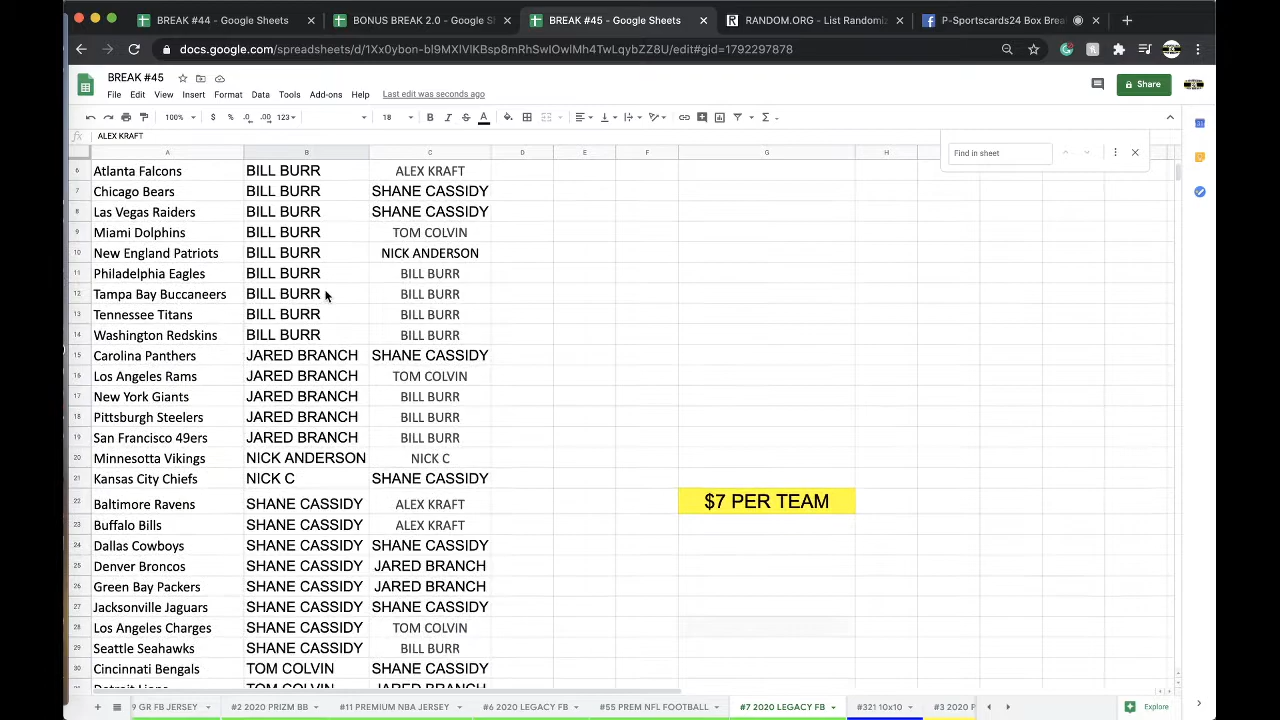 BREAK #44 - Google Sheets
BONUS BREAK 2.0 - Google S
BREAK #45 - Google Sheets
RANDOM.ORG - List Randomiz
P-Sportscards24 Box Brea
docs.google.com/spreadsheets/d/1Xx0ybon-bl9MXlVlKBsp8mRhSwIOwlMh4TwLqybZZ8U/edit#gid=1792297878
BREAK #45
File Edit View Insert Format Data Tools Add-ons Help Last edit was seconds ago
Share
100% $ % .0 .00 123 18 B I S A
ALEX KRAFT
Find in sheet
A B C D E F G H
6 Atlanta Falcons BILL BURR ALEX KRAFT
7 Chicago Bears BILL BURR SHANE CASSIDY
8 Las Vegas Raiders BILL BURR SHANE CASSIDY
9 Miami Dolphins BILL BURR TOM COLVIN
10 New England Patriots BILL BURR NICK ANDERSON
11 Philadelphia Eagles BILL BURR BILL BURR
12 Tampa Bay Buccaneers BILL BURR BILL BURR
13 Tennessee Titans BILL BURR BILL BURR
14 Washington Redskins BILL BURR BILL BURR
15 Carolina Panthers JARED BRANCH SHANE CASSIDY
16 Los Angeles Rams JARED BRANCH TOM COLVIN
17 New York Giants JARED BRANCH BILL BURR
18 Pittsburgh Steelers JARED BRANCH BILL BURR
19 San Francisco 49ers JARED BRANCH BILL BURR
20 Minnesotta Vikings NICK ANDERSON NICK C
21 Kansas City Chiefs NICK C SHANE CASSIDY
22 Baltimore Ravens SHANE CASSIDY ALEX KRAFT $7 PER TEAM
23 Buffalo Bills SHANE CASSIDY ALEX KRAFT
24 Dallas Cowboys SHANE CASSIDY SHANE CASSIDY
25 Denver Broncos SHANE CASSIDY JARED BRANCH
26 Green Bay Packers SHANE CASSIDY JARED BRANCH
27 Jacksonville Jaguars SHANE CASSIDY SHANE CASSIDY
28 Los Angeles Charges SHANE CASSIDY TOM COLVIN
29 Seattle Seahawks SHANE CASSIDY BILL BURR
30 Cincinnati Bengals TOM COLVIN SHANE CASSIDY
Detroit Lions TOM COLVIN JARED BRANCH
9 GR FB JERSEY #2 2020 PRIZM BB #11 PREMIUM NBA JERSEY #6 2020 LEGACY FB #55 PREM NFL FOOTBALL #7 2020 LEGACY FB #321 10x10 #3 2020 P Explore